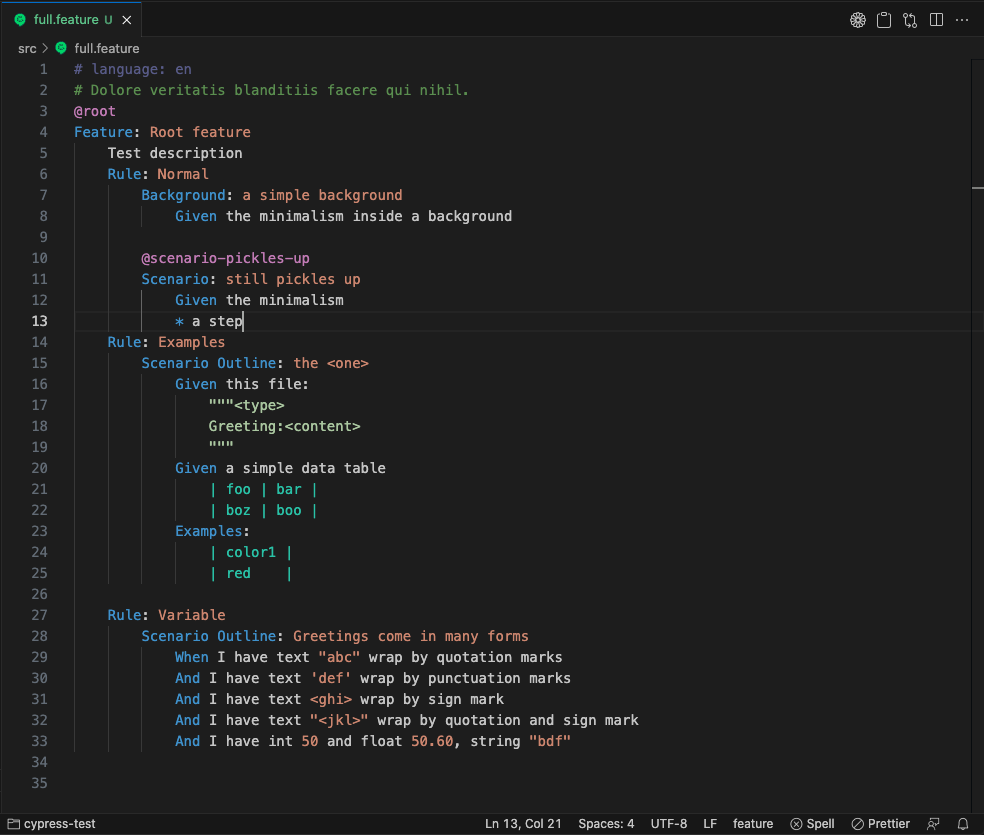 full.feature U
src > full.feature
1 # language: en
2 # Dolore veritatis blanditiis facere qui nihil.
3 @root
4 Feature: Root feature
5 Test description
6 Rule: Normal
7 Background: a simple background
8 Given the minimalism inside a background
9
10 @scenario-pickles-up
11 Scenario: still pickles up
12 Given the minimalism
13 * a step
14 Rule: Examples
15 Scenario Outline: the <one>
16 Given this file:
17 """<type>
18 Greeting:<content>
19 """
20 Given a simple data table
21 | foo | bar |
22 | boz | boo |
23 Examples:
24 | color1 |
25 | red    |
26
27 Rule: Variable
28 Scenario Outline: Greetings come in many forms
29 When I have text "abc" wrap by quotation marks
30 And I have text 'def' wrap by punctuation marks
31 And I have text <ghi> wrap by sign mark
32 And I have text "<jkl>" wrap by quotation and sign mark
33 And I have int 50 and float 50.60, string "bdf"
34
35
cypress-test Ln 13, Col 21 Spaces: 4 UTF-8 LF feature Spell Prettier